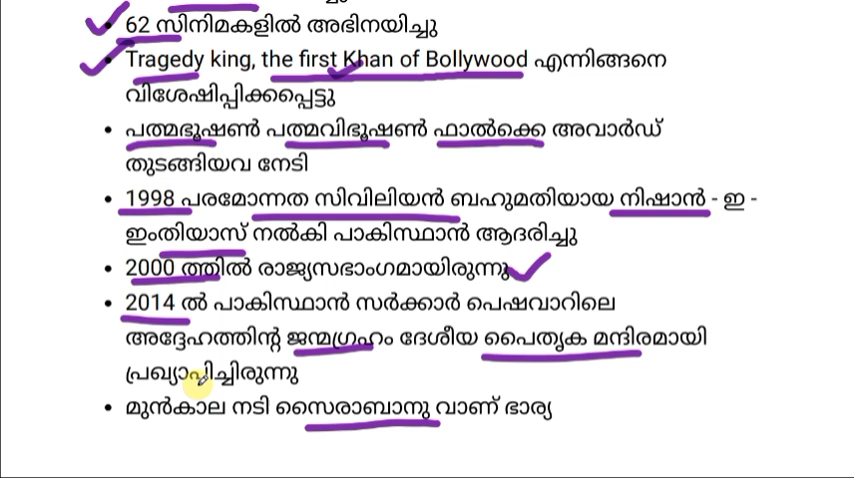 62 സിനിമകളിൽ അഭിനയിച്ചു
Tragedy king, the first Khan of Bollywood എന്നിങ്ങനെ
വിശേഷിപ്പിക്കപ്പെട്ടു
പത്മഭൂഷൺ പത്മവിഭൂഷൺ ഫാൽക്കെ അവാർഡ്
തുടങ്ങിയവ നേടി
1998 പരമോന്നത സിവിലിയൻ ബഹുമതിയായ നിഷാൻ - ഇ -
ഇംതിയാസ് നൽകി പാകിസ്ഥാൻ ആദരിച്ചു
2000 ത്തിൽ രാജ്യസഭാംഗമായിരുന്നു
2014 ൽ പാകിസ്ഥാൻ സർക്കാർ പെഷവാറിലെ
അദ്ദേഹത്തിന്റ ജന്മഗ്രഹം ദേശീയ പൈതൃക മന്ദിരമായി
പ്രഖ്യാപിച്ചിരുന്നു
മുൻകാല നടി സൈരാബാനു വാണ് ഭാര്യ